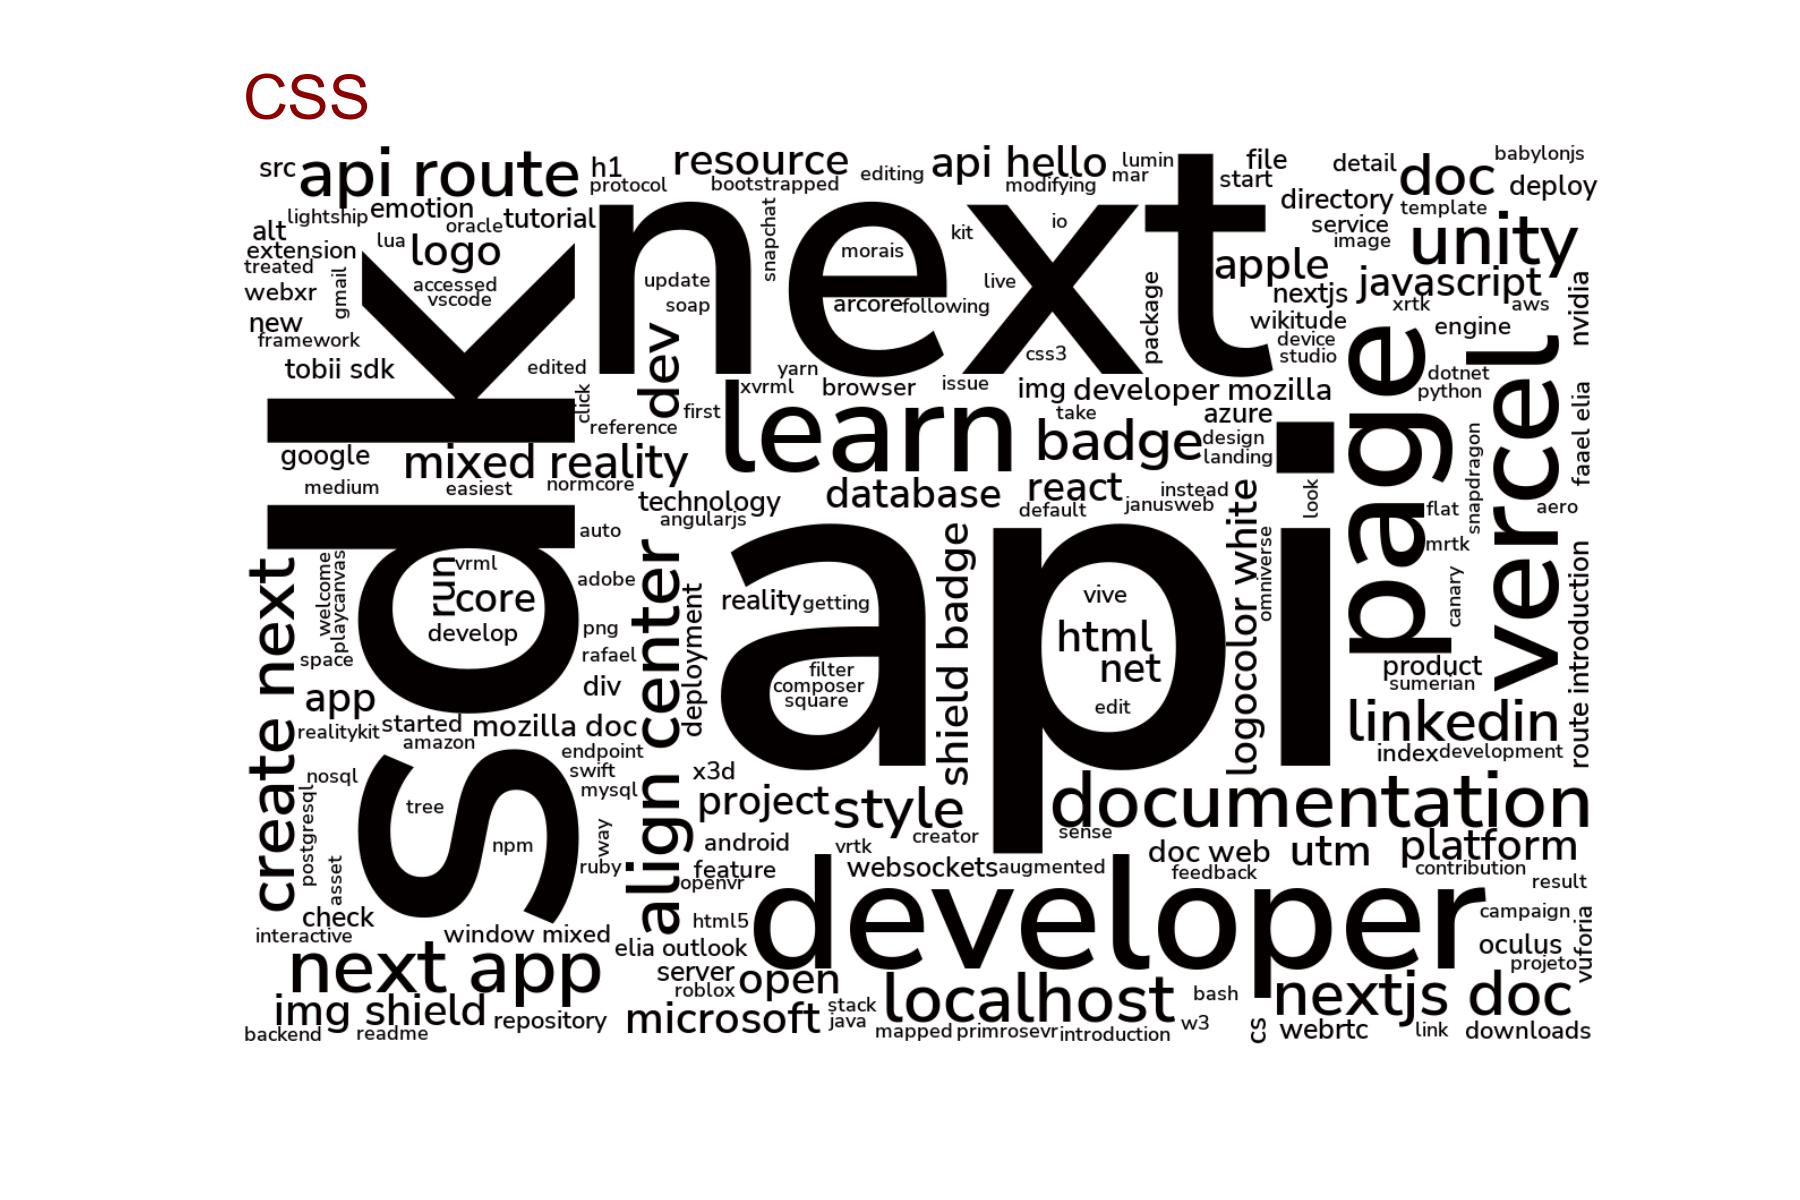 CSS
src
api route
h1
resource
editing
api hello
lumin
file
detail
babylonjs
protocol
bootstrapped
modifying
mar
start
doc
deploy
directory
template
lightship
emotion
oracle
tutorial
snapchat
next
io
service
image
unity
alt
extension
treated
lua
logo
kit
morais
apple
javascript
nvidia
webxr
gmail
accessed
vscode
update
soap
live
arcore
following
package
nextjs
xrtk
aws
new
framework
wikitude
engine
device
studio
css3
tobii sdk
edited
dev
yarn
xvrml
browser
issue
img
developer mozilla
dotnet
python
page
vercel
faael elia
sdk
click
reference
first
learn
take
azure
badge
design
landing
google
mixed reality
medium
easiest
normcore
technology
angularjs
database
react
default
instead
janusweb
look
flat
snapdragon
aero
auto
api
shield badge
logocolor white
omniverse
mrtk
canary
route introduction
create next
welcome
playcanvas
vrml
run
core
develop
adobe
align center
deployment
reality
getting
vive
html
net
edit
png
rafael
div
filter
composer
square
space
app
realitykit
started
amazon
mozilla doc
endpoint
product
sumerian
linkedin
index
development
nosql
postgresql
swift
mysql
x3d
project
style
creator
documentation
sense
tree
npm
way
ruby
asset
android
vrtk
feature
openvr
websockets
augmented
doc web
feedback
utm
platform
contribution
result
check
interactive
window mixed
html5
elia outlook
developer
campaign
oculus
projeto
vuforia
next app
server
roblox
open
localhost
bash
nextjs doc
img shield
repository
microsoft
stack
java
mapped
primrosevr
introduction
w3
cs
webrtc
link
downloads
backend
readme